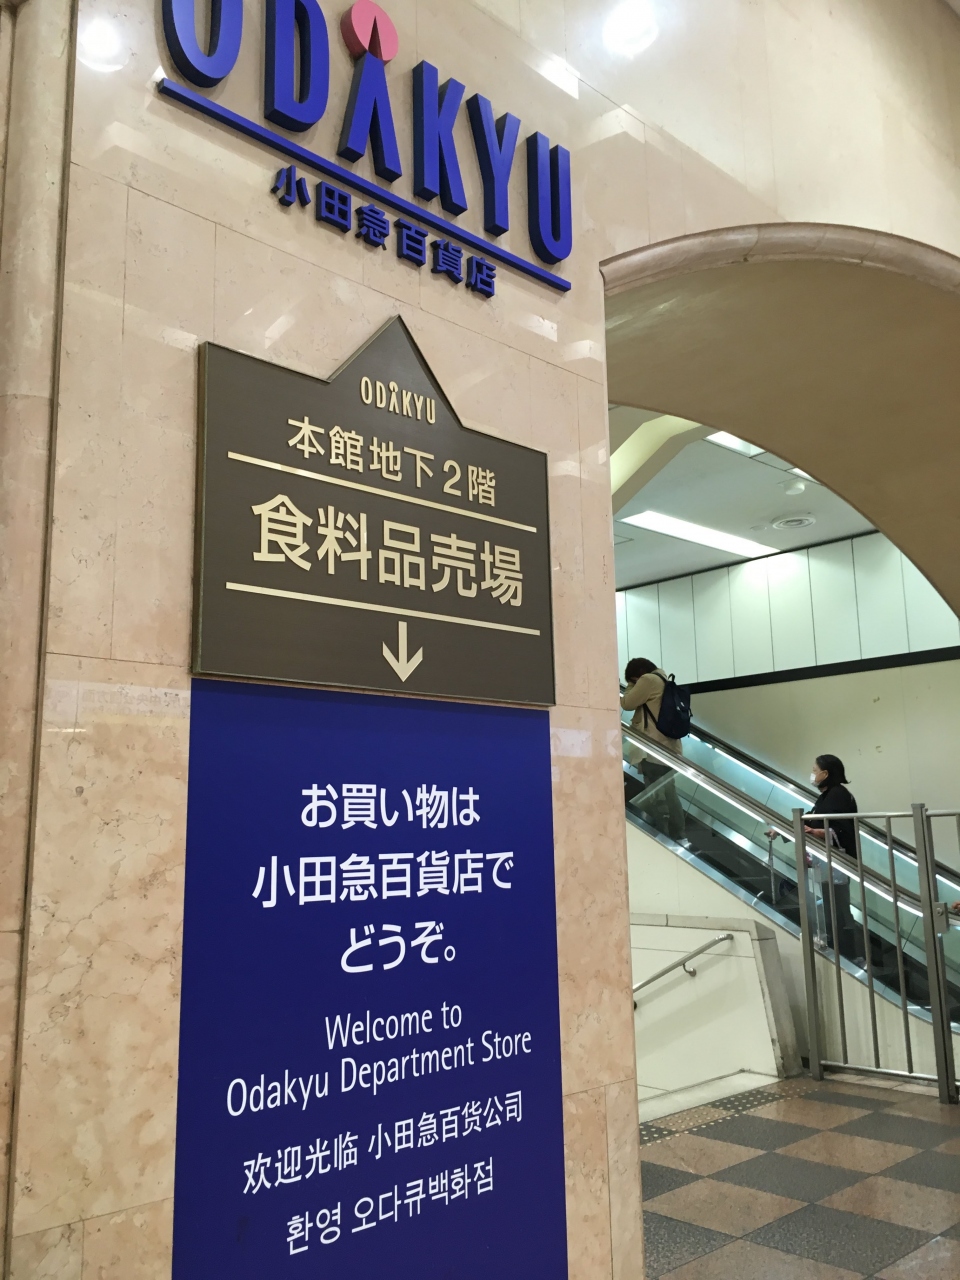 ODAKYU
小田急百貨店
ODAKYU
本館地下2階
食料品売場
お買い物は
小田急百貨店で
どうぞ。
Welcome to
Odakyu Department Store
欢迎光临 小田急百货公司
환영 오다큐백화점